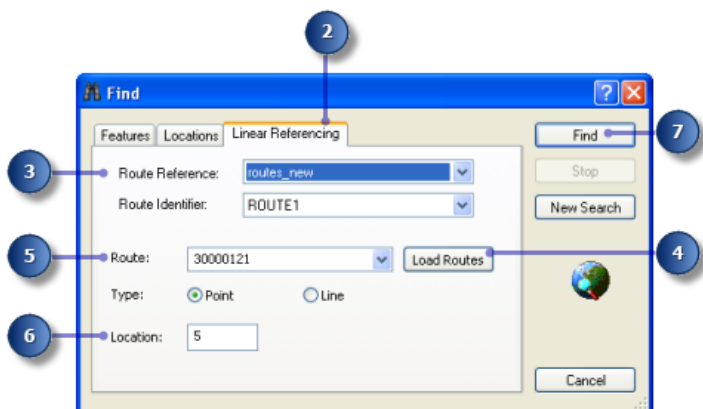 2
Find
Features Locations Linear Referencing
Find
7
3
Route Reference: routes_new
Stop
Route Identifier: ROUTE1
New Search
5
Route: 30000121 Load Routes
4
Type: Point Line
6
Location: 5
Cancel